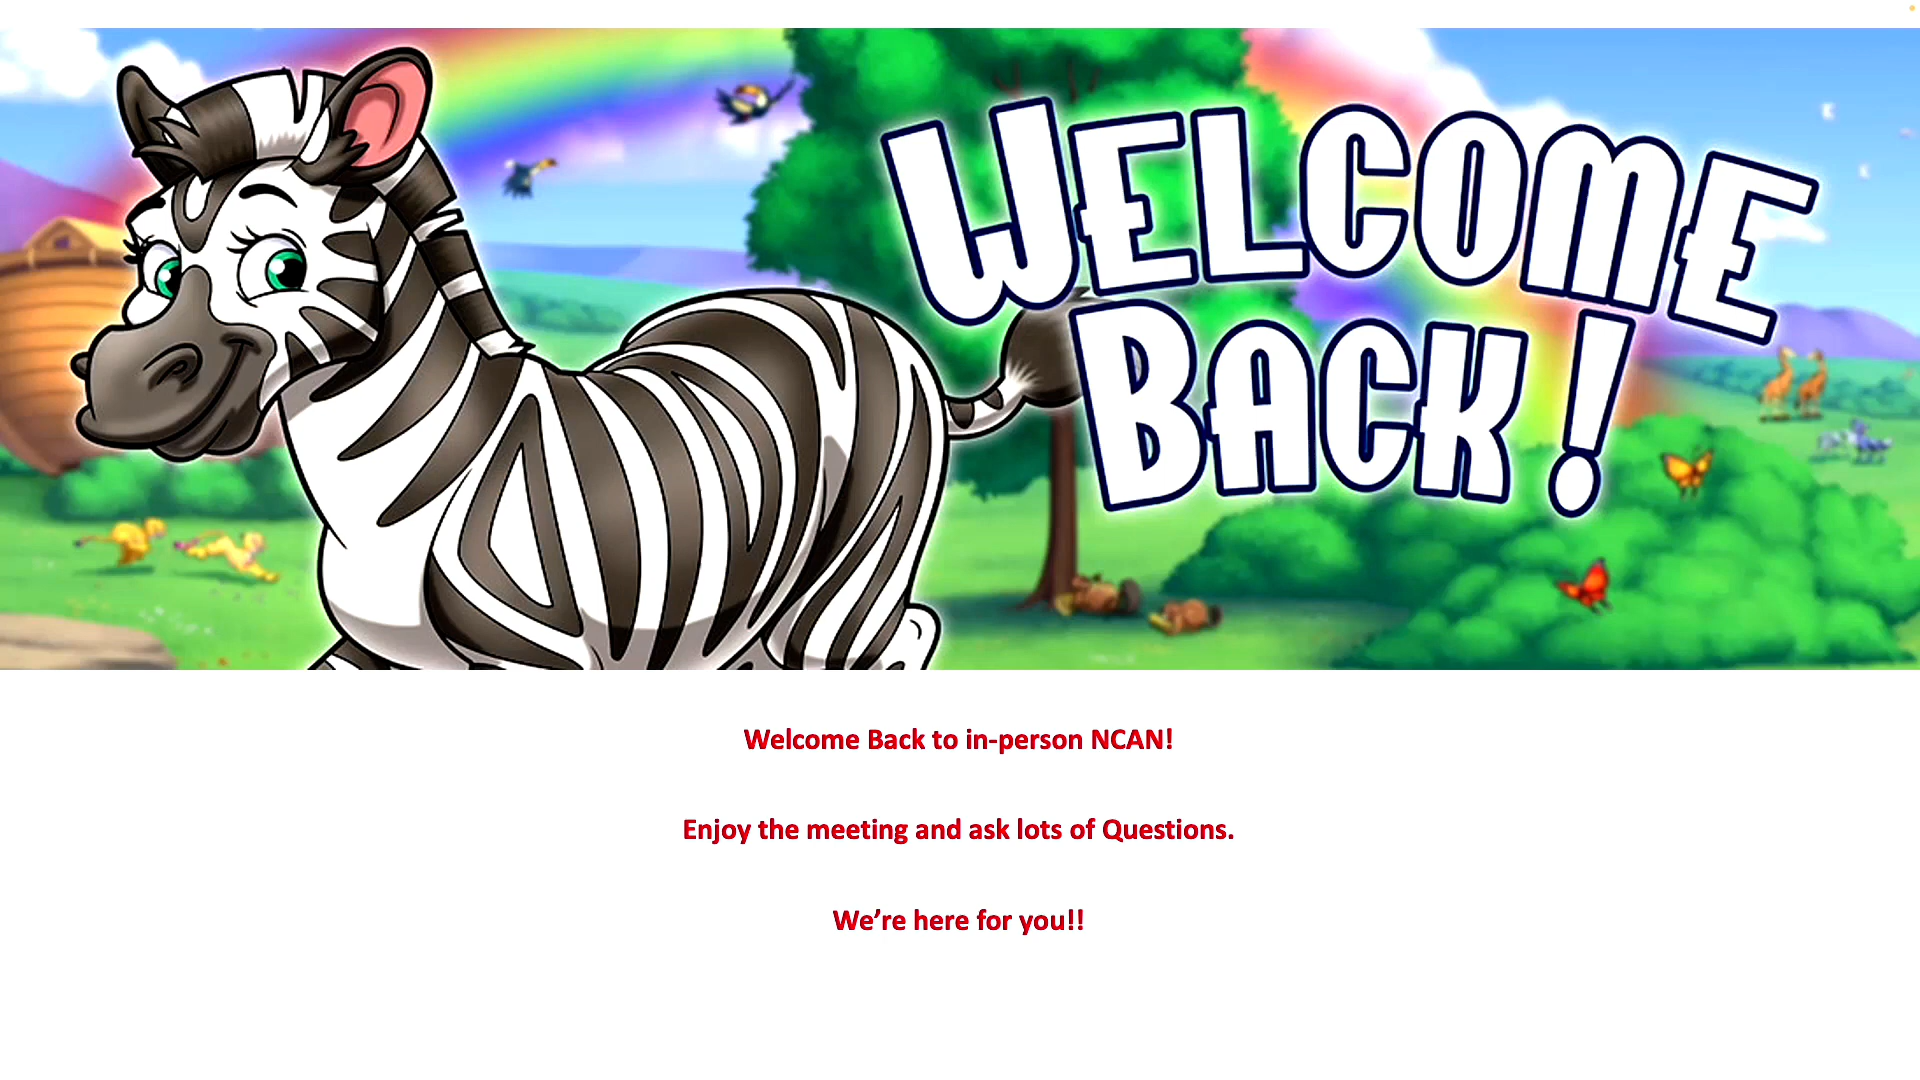 WELCOME
BACK!
Welcome Back to in-person NCAN!
Enjoy the meeting and ask lots of Questions.
We’re here for you!!